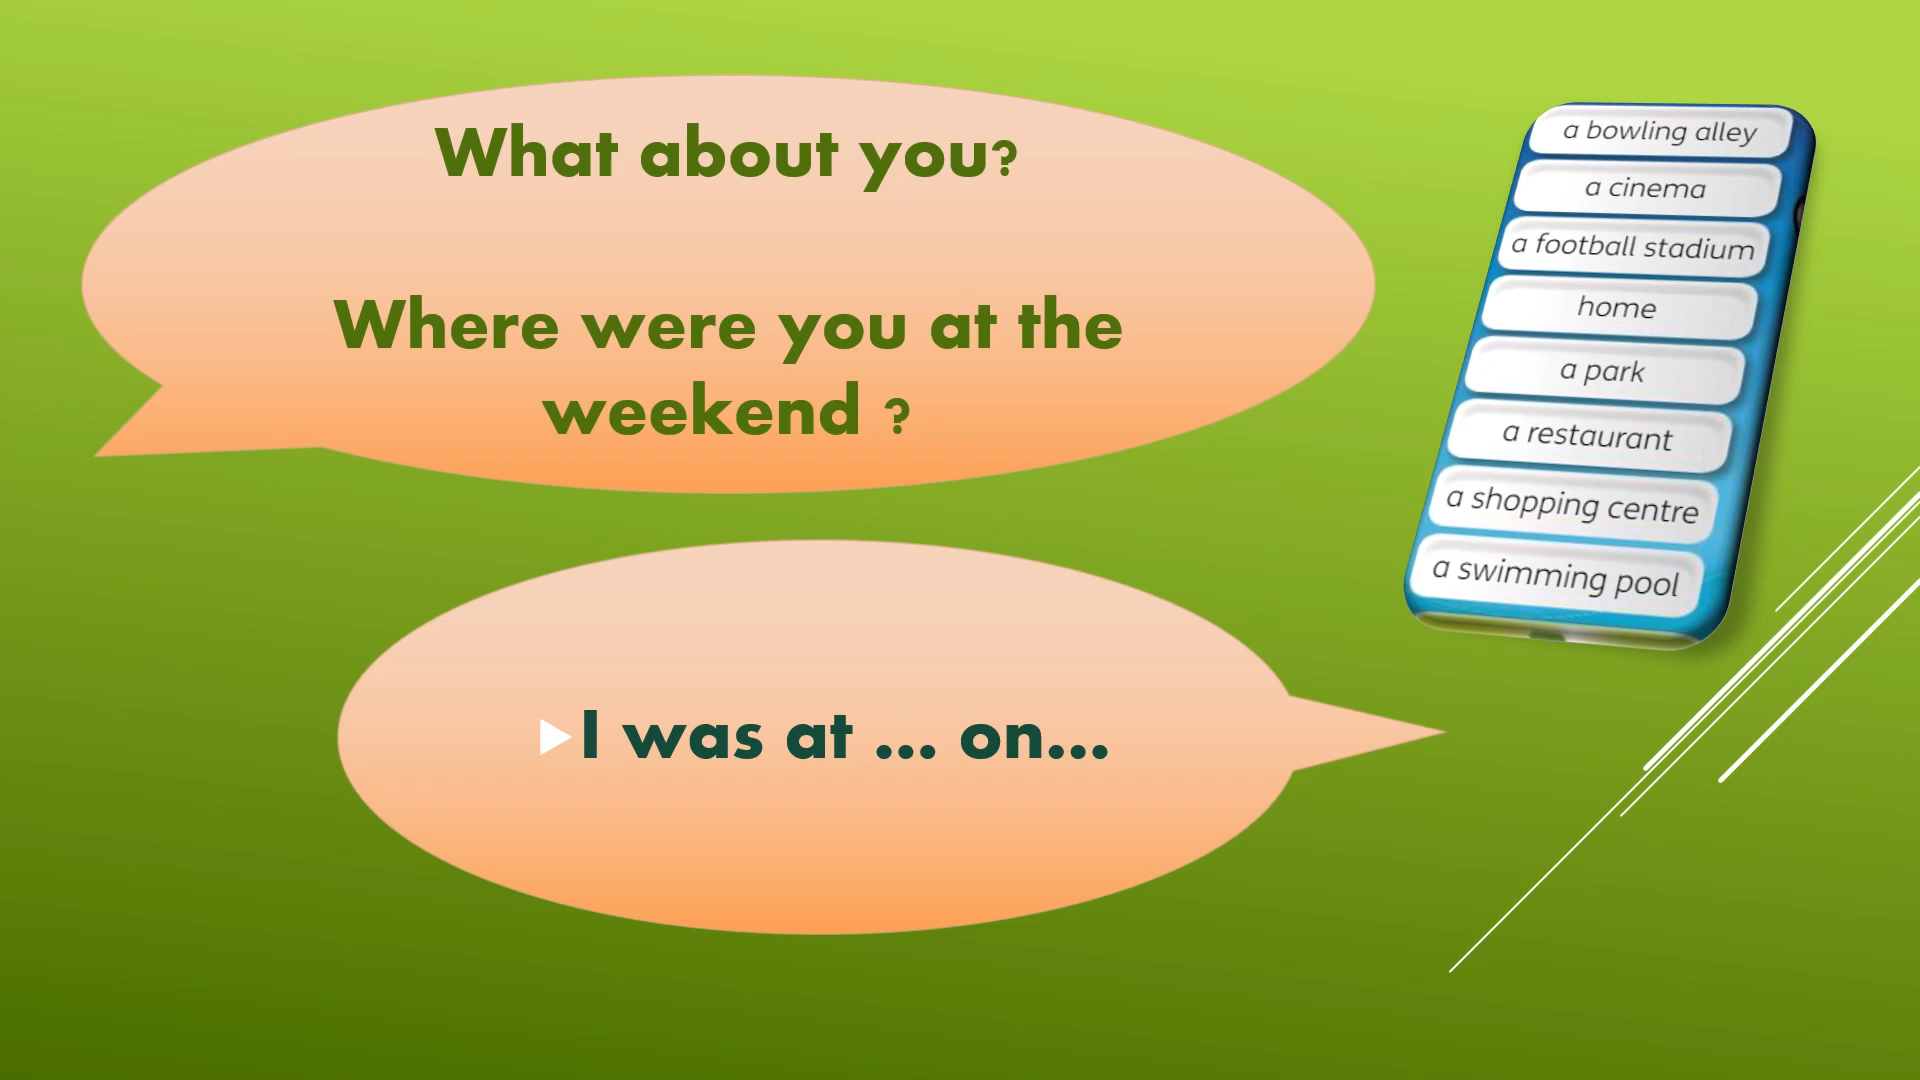 What about you?
Where were you at the
weekend ?
I was at ... on...
a bowling alley
a cinema
a football stadium
home
a park
a restaurant
a shopping centre
a swimming pool